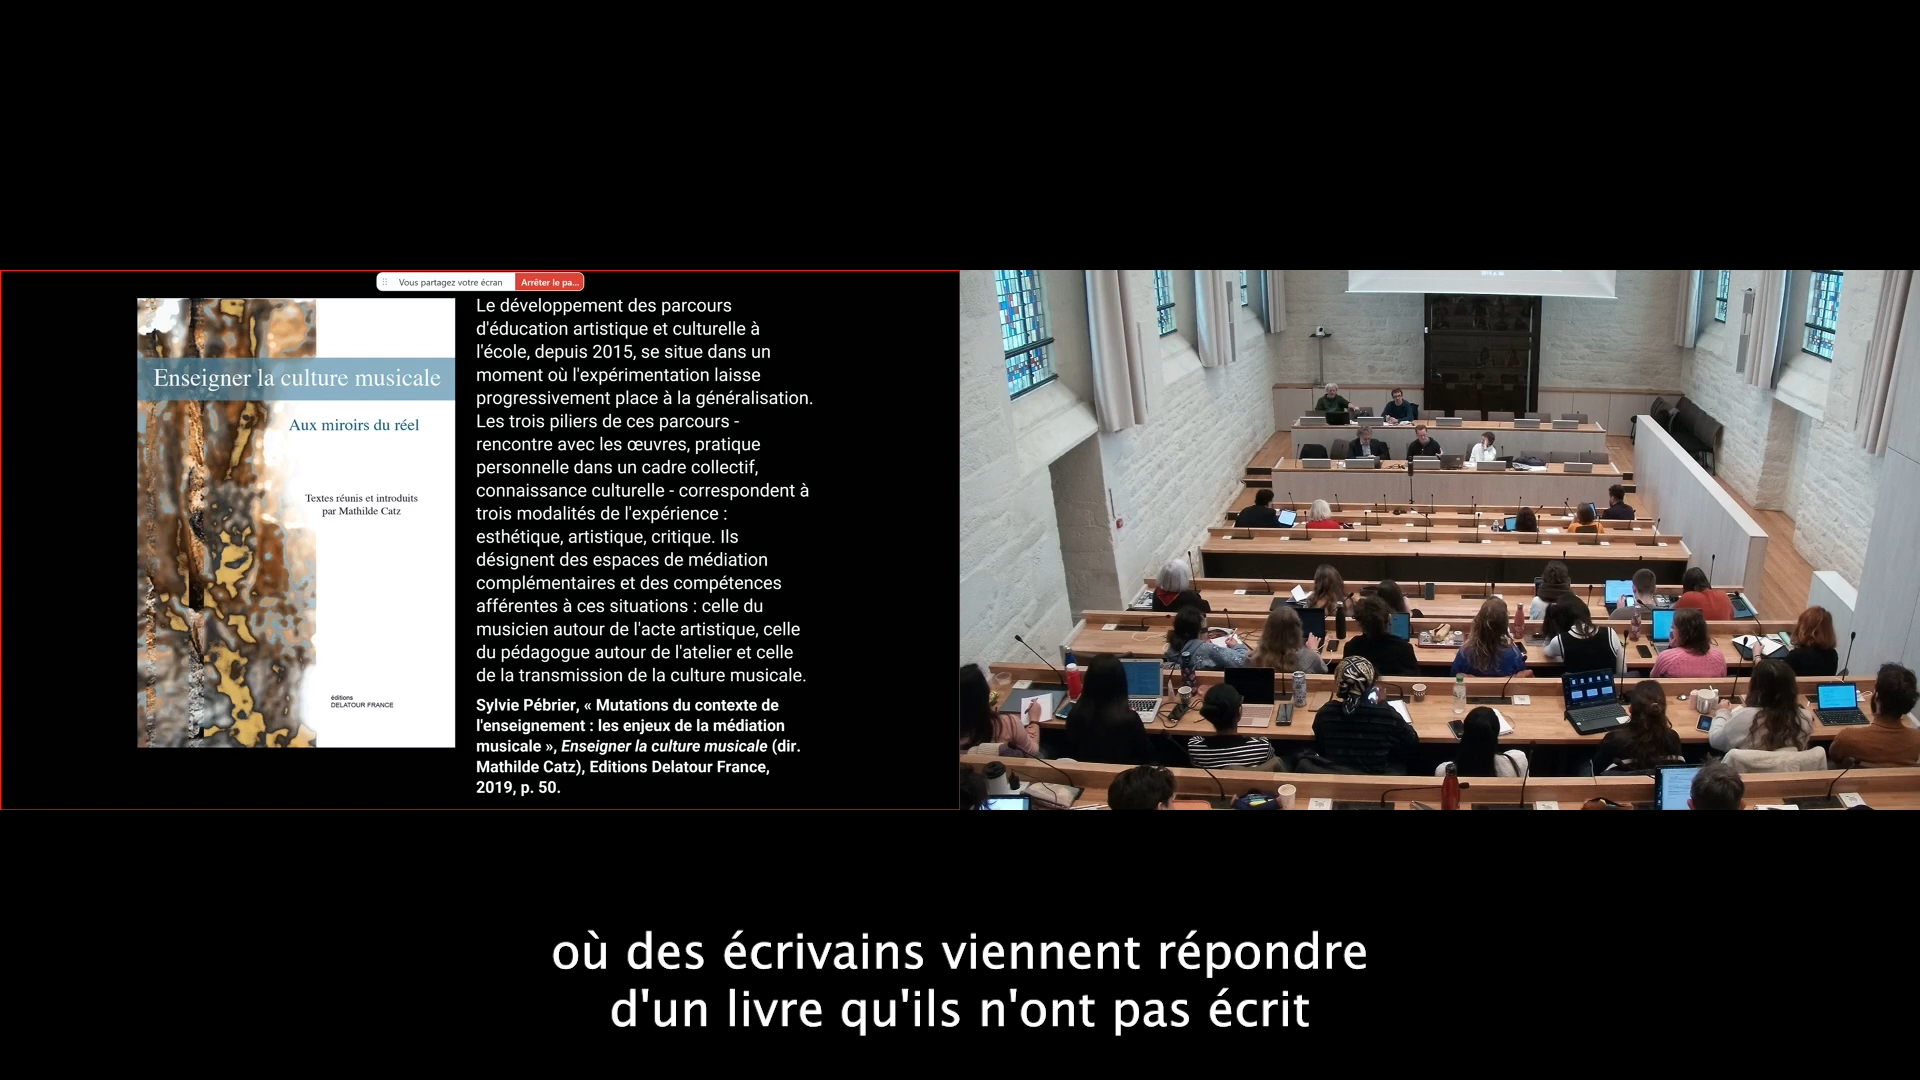 Vous partagez votre écran
Arrêter le pa...
Enseigner la culture musicale
Aux miroirs du réel
Textes réunis et introduits
par Mathilde Catz
éditions
DELATOUR FRANCE
Le développement des parcours
d'éducation artistique et culturelle à
l'école, depuis 2015, se situe dans un
moment où l'expérimentation laisse
progressivement place à la généralisation.
Les trois piliers de ces parcours -
rencontre avec les œuvres, pratique
personnelle dans un cadre collectif,
connaissance culturelle - correspondent à
trois modalités de l'expérience :
esthétique, artistique, critique. Ils
désignent des espaces de médiation
complémentaires et des compétences
afférentes à ces situations : celle du
musicien autour de l'acte artistique, celle
du pédagogue autour de l'atelier et celle
de la transmission de la culture musicale.
Sylvie Pébrier, « Mutations du contexte de
l'enseignement : les enjeux de la médiation
musicale », Enseigner la culture musicale (dir.
Mathilde Catz), Editions Delatour France,
2019, p. 50.
où des écrivains viennent répondre
d'un livre qu'ils n'ont pas écrit